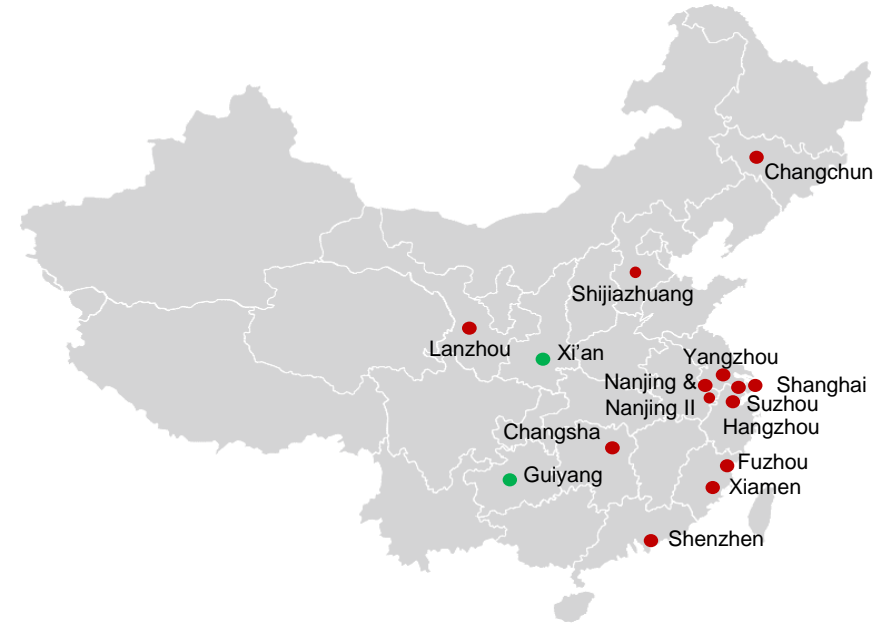 Changchun
Shijiazhuang
Lanzhou
Xi’an
Yangzhou
Nanjing &
Nanjing II
Shanghai
Suzhou
Hangzhou
Changsha
Fuzhou
Guiyang
Xiamen
Shenzhen